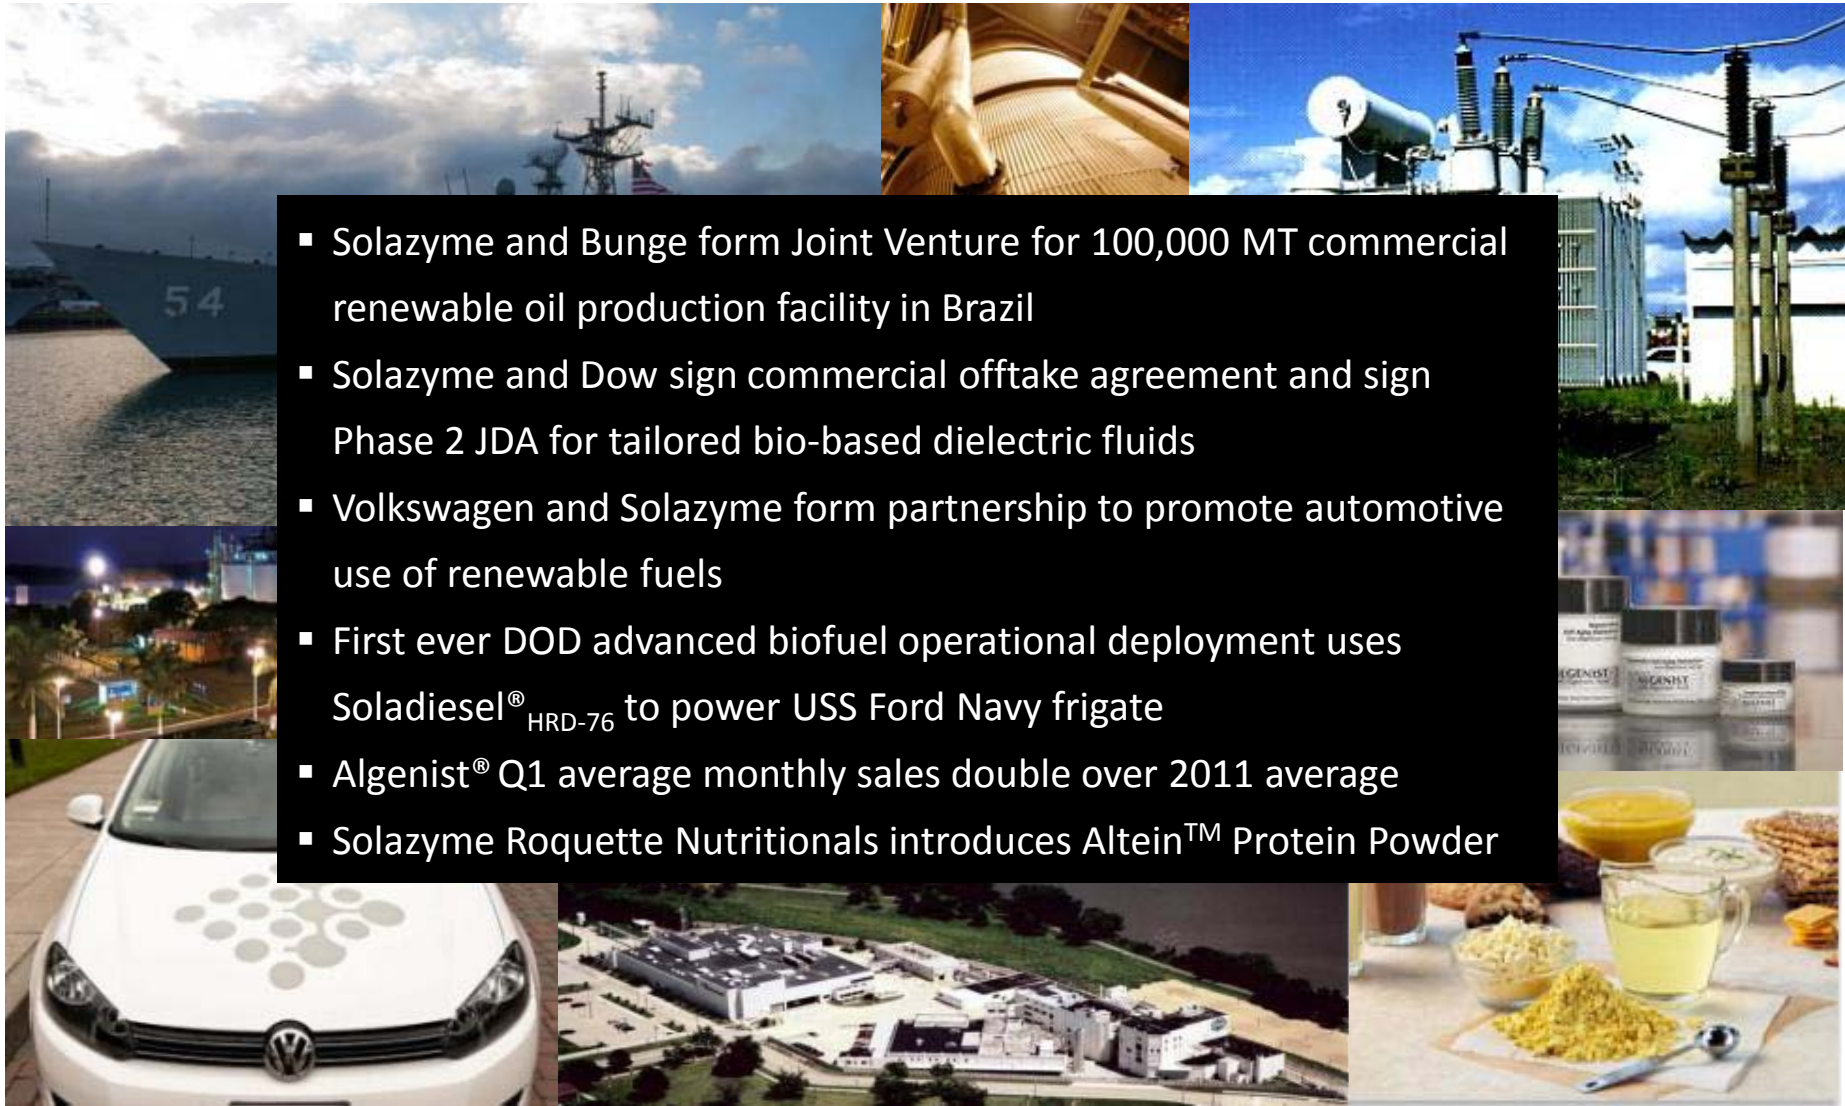 54
▪ Solazyme and Bunge form Joint Venture for 100,000 MT commercial
renewable oil production facility in Brazil
▪ Solazyme and Dow sign commercial offtake agreement and sign
Phase 2 JDA for tailored bio-based dielectric fluids
▪ Volkswagen and Solazyme form partnership to promote automotive
use of renewable fuels
▪ First ever DOD advanced biofuel operational deployment uses
Soladiesel®HRD-76 to power USS Ford Navy frigate
▪ Algenist® Q1 average monthly sales double over 2011 average
▪ Solazyme Roquette Nutritionals introduces Altein™ Protein Powder
ALGENIST
VW